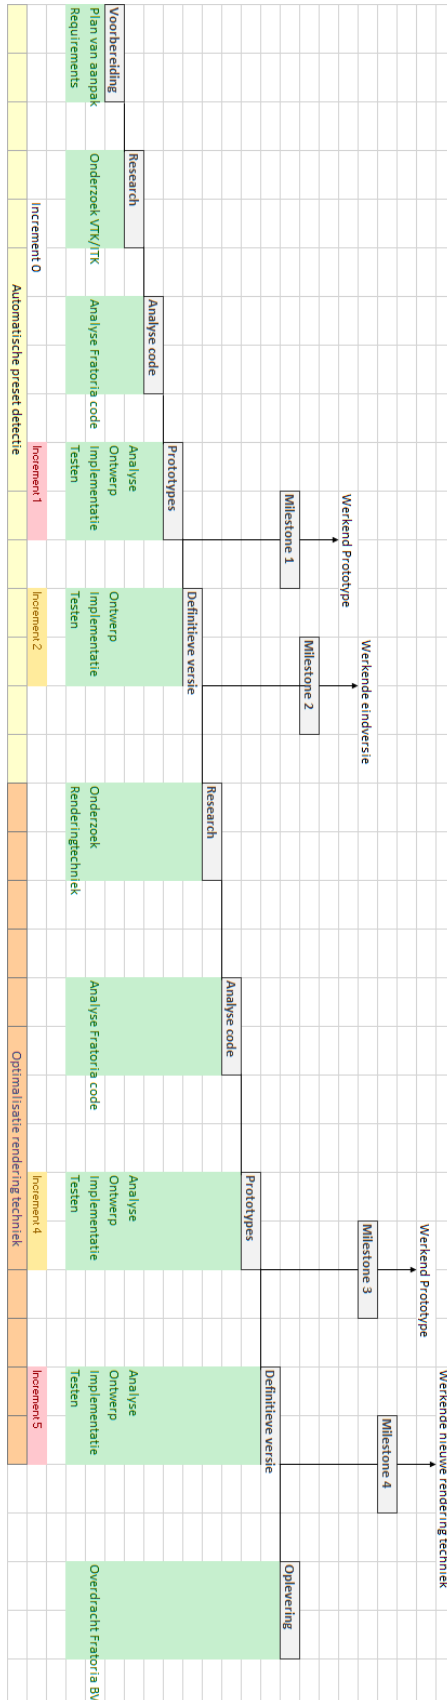 Werkende nieuwe rendering techniek
Werkend Prototype
Milestone 4
Milestone 3
Werkende eindversie
Werkend Prototype
Milestone 2
Milestone 1
Oplevering
Definitieve versie
Prototypes
Analyse code
Research
Definitieve versie
Prototypes
Analyse code
Research
Voorbereiding
Plan van aanpak
Requirements
Onderzoek VTK/ITK
Analyse Fratoria code
Analyse
Ontwerp
Implementatie
Testen
Ontwerp
Implementatie
Testen
Onderzoek
Renderingtechniek
Analyse Fratoria code
Analyse
Ontwerp
Implementatie
Testen
Analyse
Ontwerp
Implementatie
Testen
Overdracht Fratoria BV
Increment 0
Increment 1
Increment 2
Increment 4
Increment 5
Automatische preset detectie
Optimalisatie rendering techniek